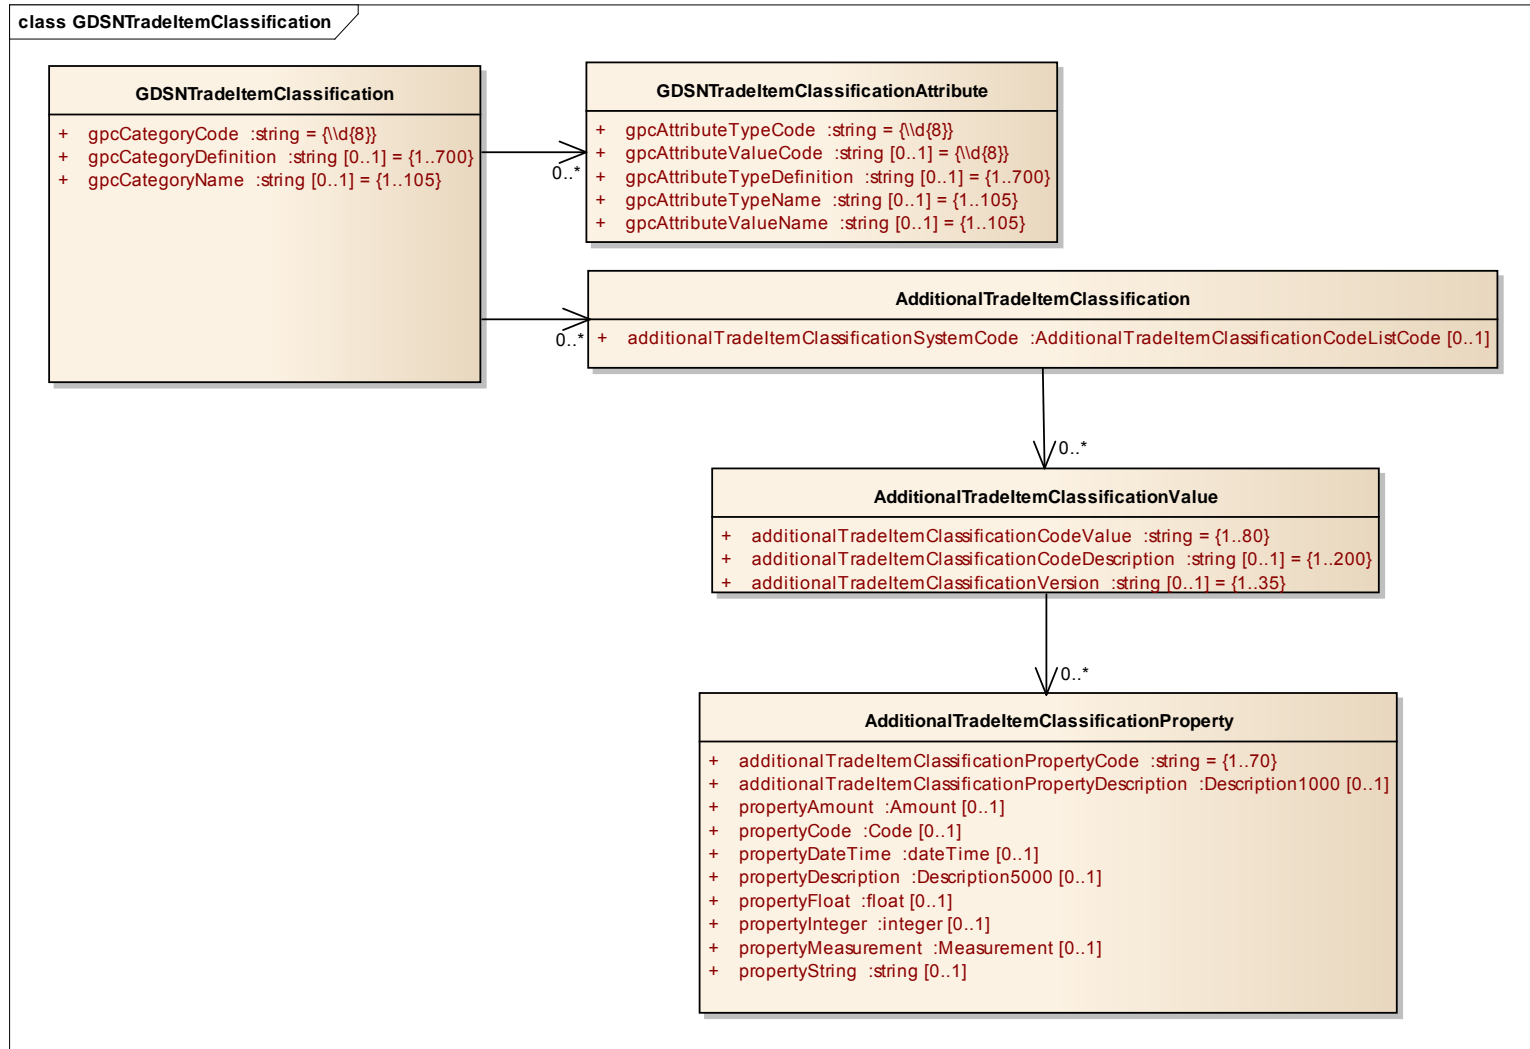 class GDSNTradeItemClassification
GDSNTradeItemClassification
+ gpcCategoryCode :string = {\\d{8}}
+ gpcCategoryDefinition :string [0..1] = {1..700}
+ gpcCategoryName :string [0..1] = {1..105}
GDSNTradeItemClassificationAttribute
+ gpcAttributeTypeCode :string = {\\d{8}}
+ gpcAttributeValueCode :string [0..1] = {\\d{8}}
+ gpcAttributeTypeDefinition :string [0..1] = {1..700}
+ gpcAttributeTypeName :string [0..1] = {1..105}
+ gpcAttributeValueName :string [0..1] = {1..105}
0..*
AdditionalTradeItemClassification
+ additionalTradeItemClassificationSystemCode :AdditionalTradeItemClassificationCodeListCode [0..1]
0..*
0..*
AdditionalTradeItemClassificationValue
+ additionalTradeItemClassificationCodeValue :string = {1..80}
+ additionalTradeItemClassificationCodeDescription :string [0..1] = {1..200}
+ additionalTradeItemClassificationVersion :string [0..1] = {1..35}
0..*
AdditionalTradeItemClassificationProperty
+ additionalTradeItemClassificationPropertyCode :string = {1..70}
+ additionalTradeItemClassificationPropertyDescription :Description1000 [0..1]
+ propertyAmount :Amount [0..1]
+ propertyCode :Code [0..1]
+ propertyDateTime :dateTime [0..1]
+ propertyDescription :Description5000 [0..1]
+ propertyFloat :float [0..1]
+ propertyInteger :integer [0..1]
+ propertyMeasurement :Measurement [0..1]
+ propertyString :string [0..1]